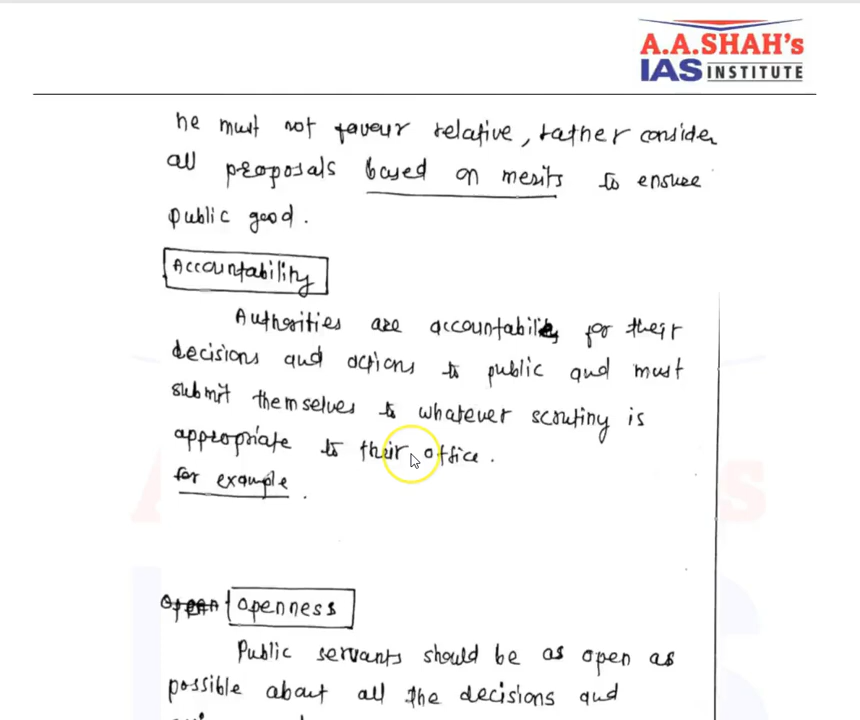 A.A.SHAH's
IAS INSTITUTE
he must not favour relative, rather consider
all proposals based on merits to ensure
public good.
Accountability
Authorities are accountabile for their
decisions and actions to public and must
submit themselves to whatever scrutiny is
appropriate to their office.
for example.
Open Openness
Public servants should be as open as
possible about all the decisions and